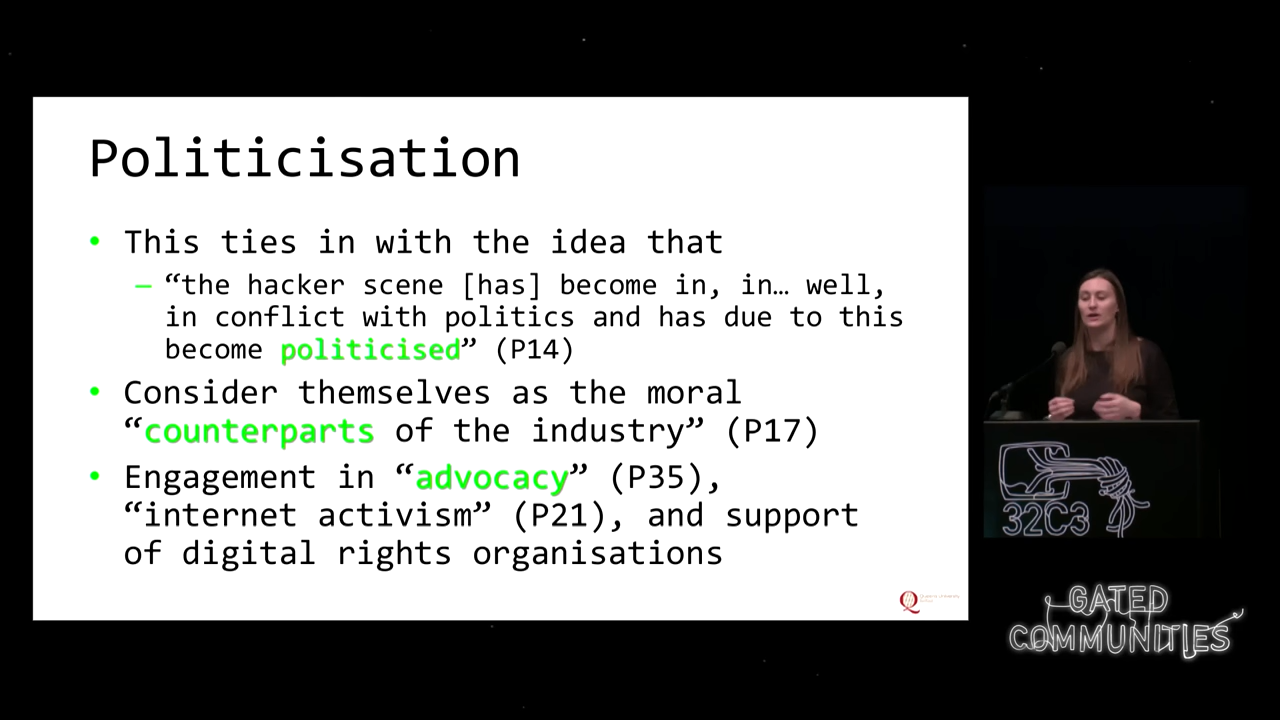 Politicisation
• This ties in with the idea that
– “the hacker scene [has] become in, in… well,
in conflict with politics and has due to this
become politicised” (P14)
• Consider themselves as the moral
“counterparts of the industry” (P17)
• Engagement in “advocacy” (P35),
“internet activism” (P21), and support
of digital rights organisations
32C3
GATED
COMMUNITIES